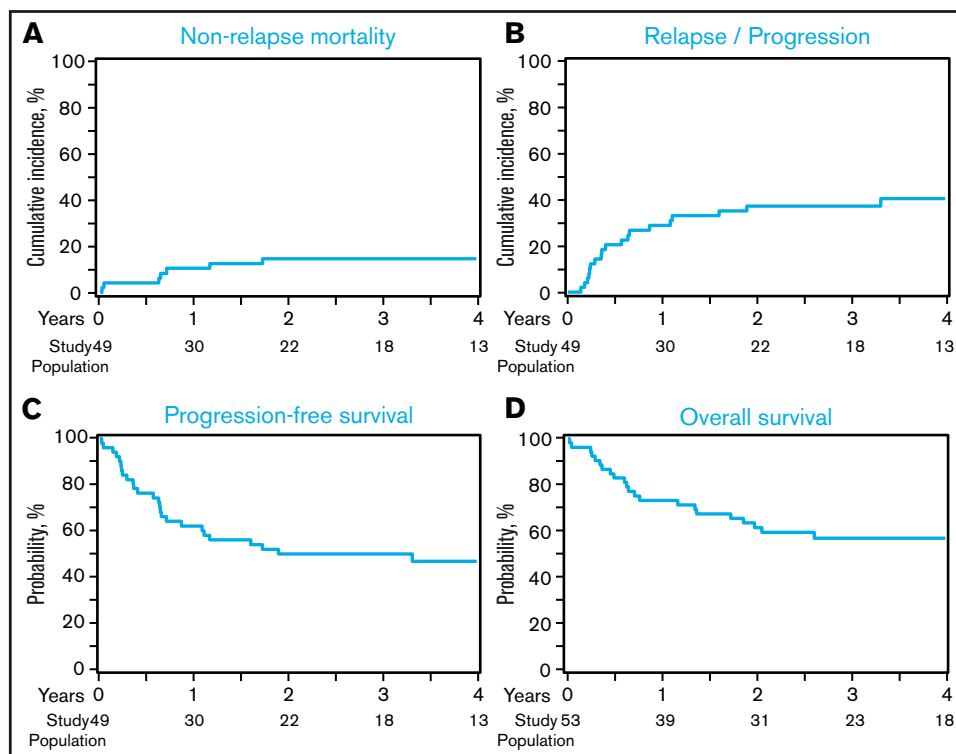 A Non-relapse mortality
Cumulative incidence, %
100
80
60
40
20
0
Years 0 1 2 3 4
Study 49 30 22 18 13
Population
B Relapse / Progression
Cumulative incidence, %
100
80
60
40
20
0
0 1 2 3 4
Study 49 30 22 18 13
Population
C Progression-free survival
Probability, %
100
80
60
40
20
0
Years 0 1 2 3 4
Study 49 30 22 18 13
Population
D Overall survival
Probability, %
100
80
60
40
20
0
Years 0 1 2 3 4
Study 53 39 31 23 18
Population